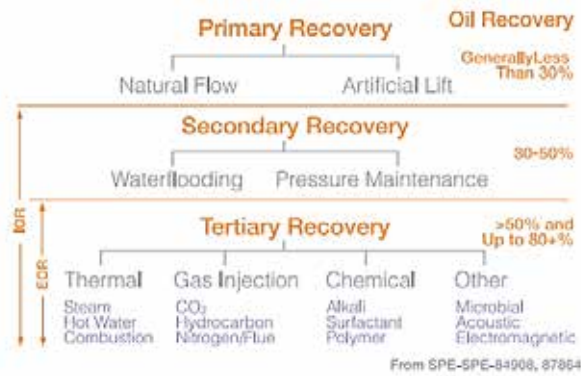 Primary Recovery
Oil Recovery
Natural Flow
Artificial Lift
GenerallyLess
Than 30%
Secondary Recovery
Waterflooding
Pressure Maintenance
30-50%
IOR
EOR
Tertiary Recovery
>50% and
Up to 80+%
Thermal
Steam
Hot Water
Combustion
Gas Injection
CO₂
Hydrocarbon
Nitrogen/Flue
Chemical
Alkali
Surfactant
Polymer
Other
Microbial
Acoustic
Electromagnetic
From SPE-SPE-84908, 87864